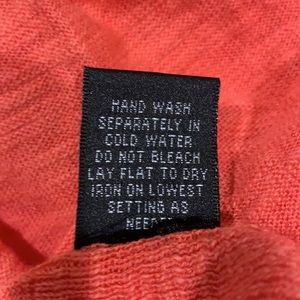 HAND WASH
SEPARATELY IN
COLD WATER
DO NOT BLEACH
LAY FLAT TO DRY
IRON ON LOWEST
SETTING AS